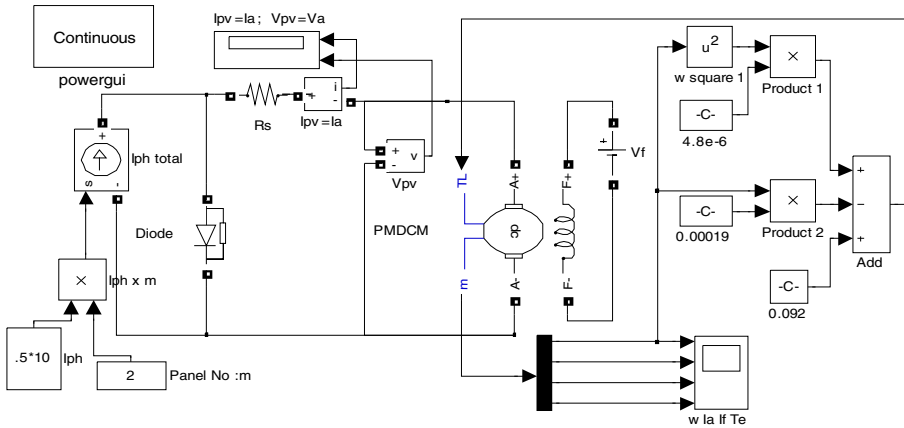 Ipv=Ia ; Vpv=Va
Continuous
powergui
u²
w square 1
×
Product 1
-C-
4.8e-6
Rs
+
i
-
Ipv=Ia
+
-
v
Vpv
+
s
-
Iph total
Diode
PMDCM
TL
m
A+
dc
A-
F+
F-
+
Vf
×
Product 2
-C-
0.00019
+
−
+
Add
-C-
0.092
×
Iph x m
.5*10
Iph
2
Panel No :m
w Ia If Te